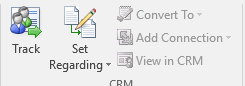 Track
Set
Regarding
Convert To
Add Connection
View in CRM
CRM